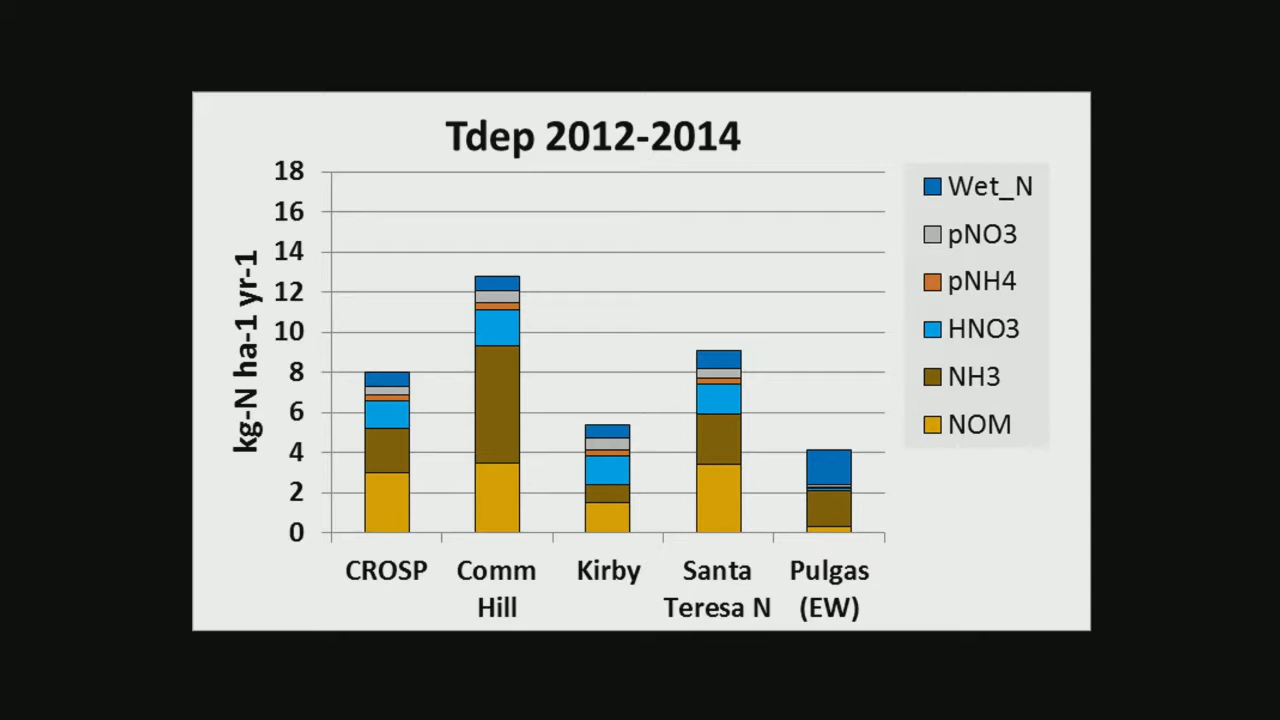 Tdep 2012-2014
kg-N ha-1 yr-1
18
16
14
12
10
8
6
4
2
0
CROSP
Comm
Hill
Kirby
Santa
Teresa N
Pulgas
(EW)
Wet_N
pNO3
pNH4
HNO3
NH3
NOM